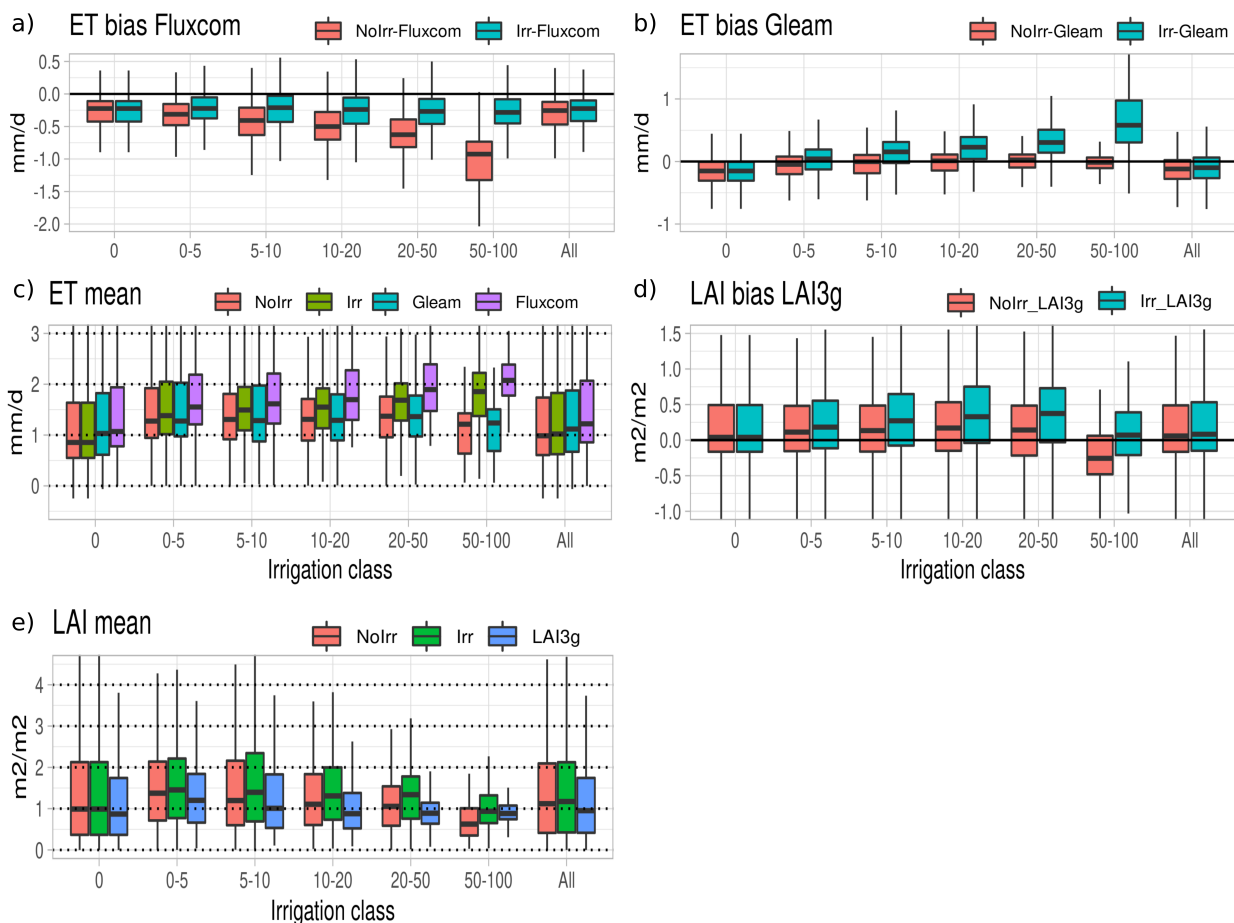 a) ET bias Fluxcom
NoIrr-Fluxcom Irr-Fluxcom
mm/d
0.5
0.0
-0.5
-1.0
-1.5
-2.0
0 0-5 5-10 10-20 20-50 50-100 All
b) ET bias Gleam
NoIrr-Gleam Irr-Gleam
mm/d
1
0
-1
0 0-5 5-10 10-20 20-50 50-100 All
c) ET mean
NoIrr Irr Gleam Fluxcom
mm/d
3
2
1
0
0 0-5 5-10 10-20 20-50 50-100 All
Irrigation class
d) LAI bias LAI3g
NoIrr_LAI3g Irr_LAI3g
m2/m2
1.5
1.0
0.5
0.0
-0.5
-1.0
0 0-5 5-10 10-20 20-50 50-100 All
Irrigation class
e) LAI mean
NoIrr Irr LAI3g
m2/m2
4
3
2
1
0
0 0-5 5-10 10-20 20-50 50-100 All
Irrigation class